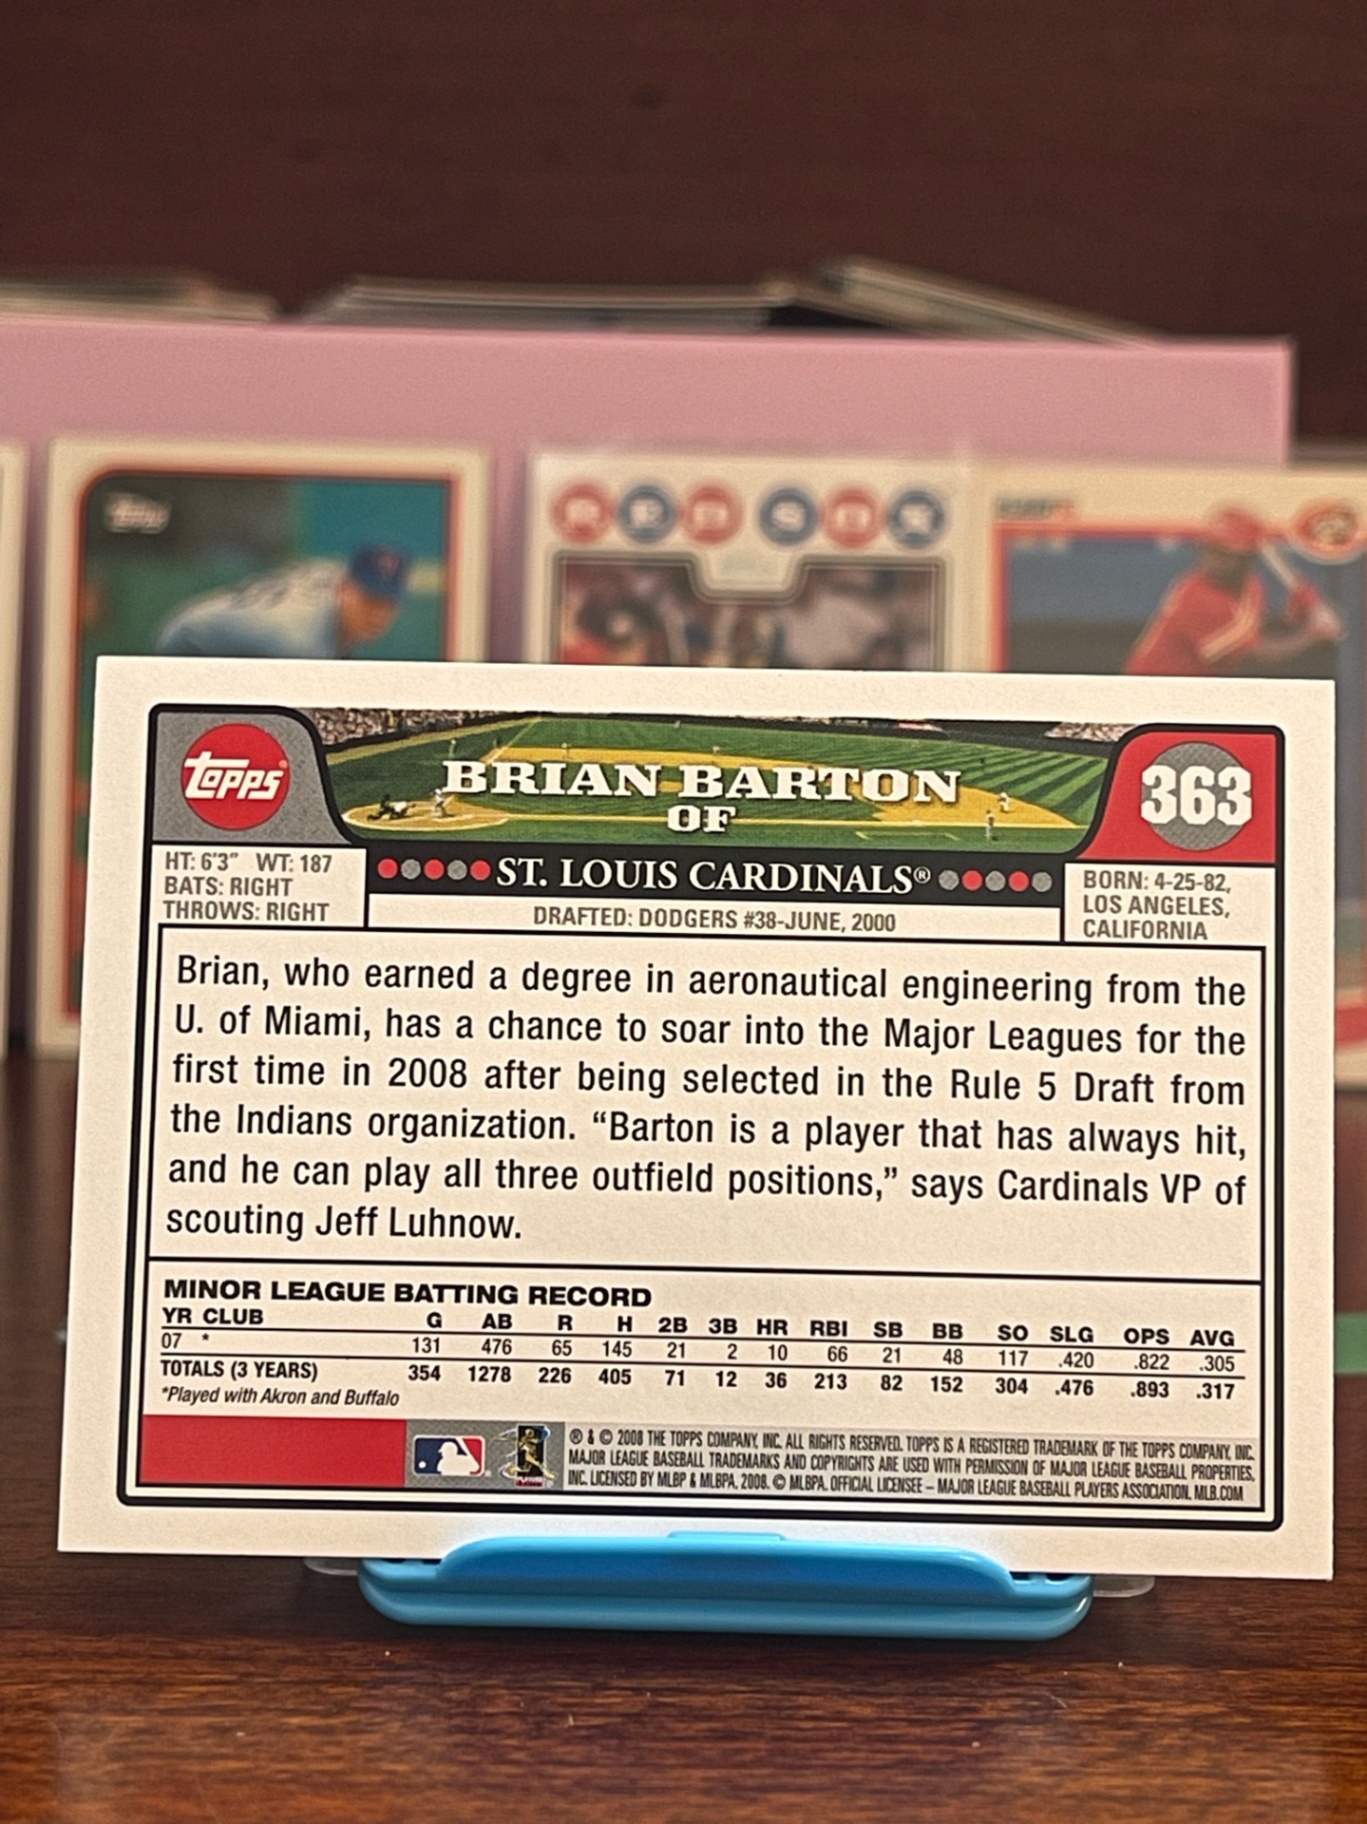 Topps
RED SOX
Topps
BRIAN BARTON
OF
363
HT: 6'3" WT: 187
BATS: RIGHT
THROWS: RIGHT
ST. LOUIS CARDINALS®
DRAFTED: DODGERS #38-JUNE, 2000
BORN: 4-25-82,
LOS ANGELES,
CALIFORNIA
Brian, who earned a degree in aeronautical engineering from the
U. of Miami, has a chance to soar into the Major Leagues for the
first time in 2008 after being selected in the Rule 5 Draft from
the Indians organization. “Barton is a player that has always hit,
and he can play all three outfield positions,” says Cardinals VP of
scouting Jeff Luhnow.
MINOR LEAGUE BATTING RECORD
YR CLUB G AB R H 2B 3B HR RBI SB BB SO SLG OPS AVG
07 * 131 476 65 145 21 2 10 66 21 48 117 .420 .822 .305
TOTALS (3 YEARS) 354 1278 226 405 71 12 36 213 82 152 304 .476 .893 .317
*Played with Akron and Buffalo
® & © 2008 THE TOPPS COMPANY, INC. ALL RIGHTS RESERVED. TOPPS IS A REGISTERED TRADEMARK OF THE TOPPS COMPANY, INC.
MAJOR LEAGUE BASEBALL TRADEMARKS AND COPYRIGHTS ARE USED WITH PERMISSION OF MAJOR LEAGUE BASEBALL PROPERTIES,
INC. LICENSED BY MLBP & MLBPA, 2008. © MLBPA. OFFICIAL LICENSEE – MAJOR LEAGUE BASEBALL PLAYERS ASSOCIATION. MLB.COM